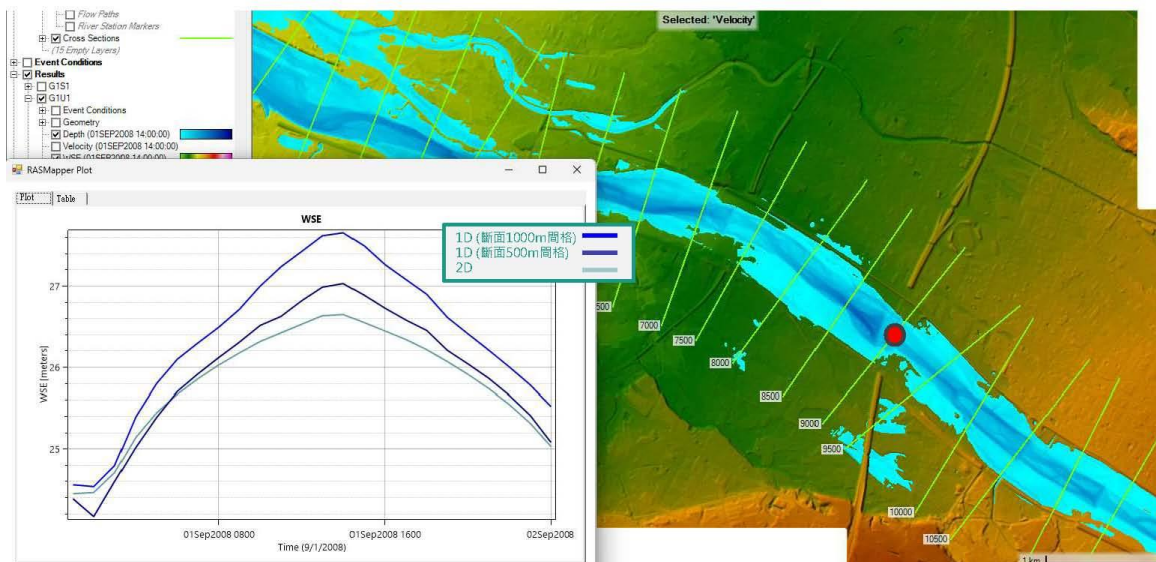 Flow Paths
River Station Markers
Cross Sections
(15 Empty Layers)
Event Conditions
Results
G1S1
G1U1
Event Conditions
Geometry
Depth (01SEP2008 14:00:00)
Velocity (01SEP2008 14:00:00)
WSE (01SEP2008 14:00:00)
Selected: 'Velocity'
RASMapper Plot
Plot
Table
WSE
1D (斷面1000m間格)
1D (斷面500m間格)
2D
WSE [meters]
27
26
25
01Sep2008 0800
01Sep2008 1600
02Sep2008
Time (9/1/2008)
500
7000
7500
8000
8500
9000
9500
10000
10500
1 km